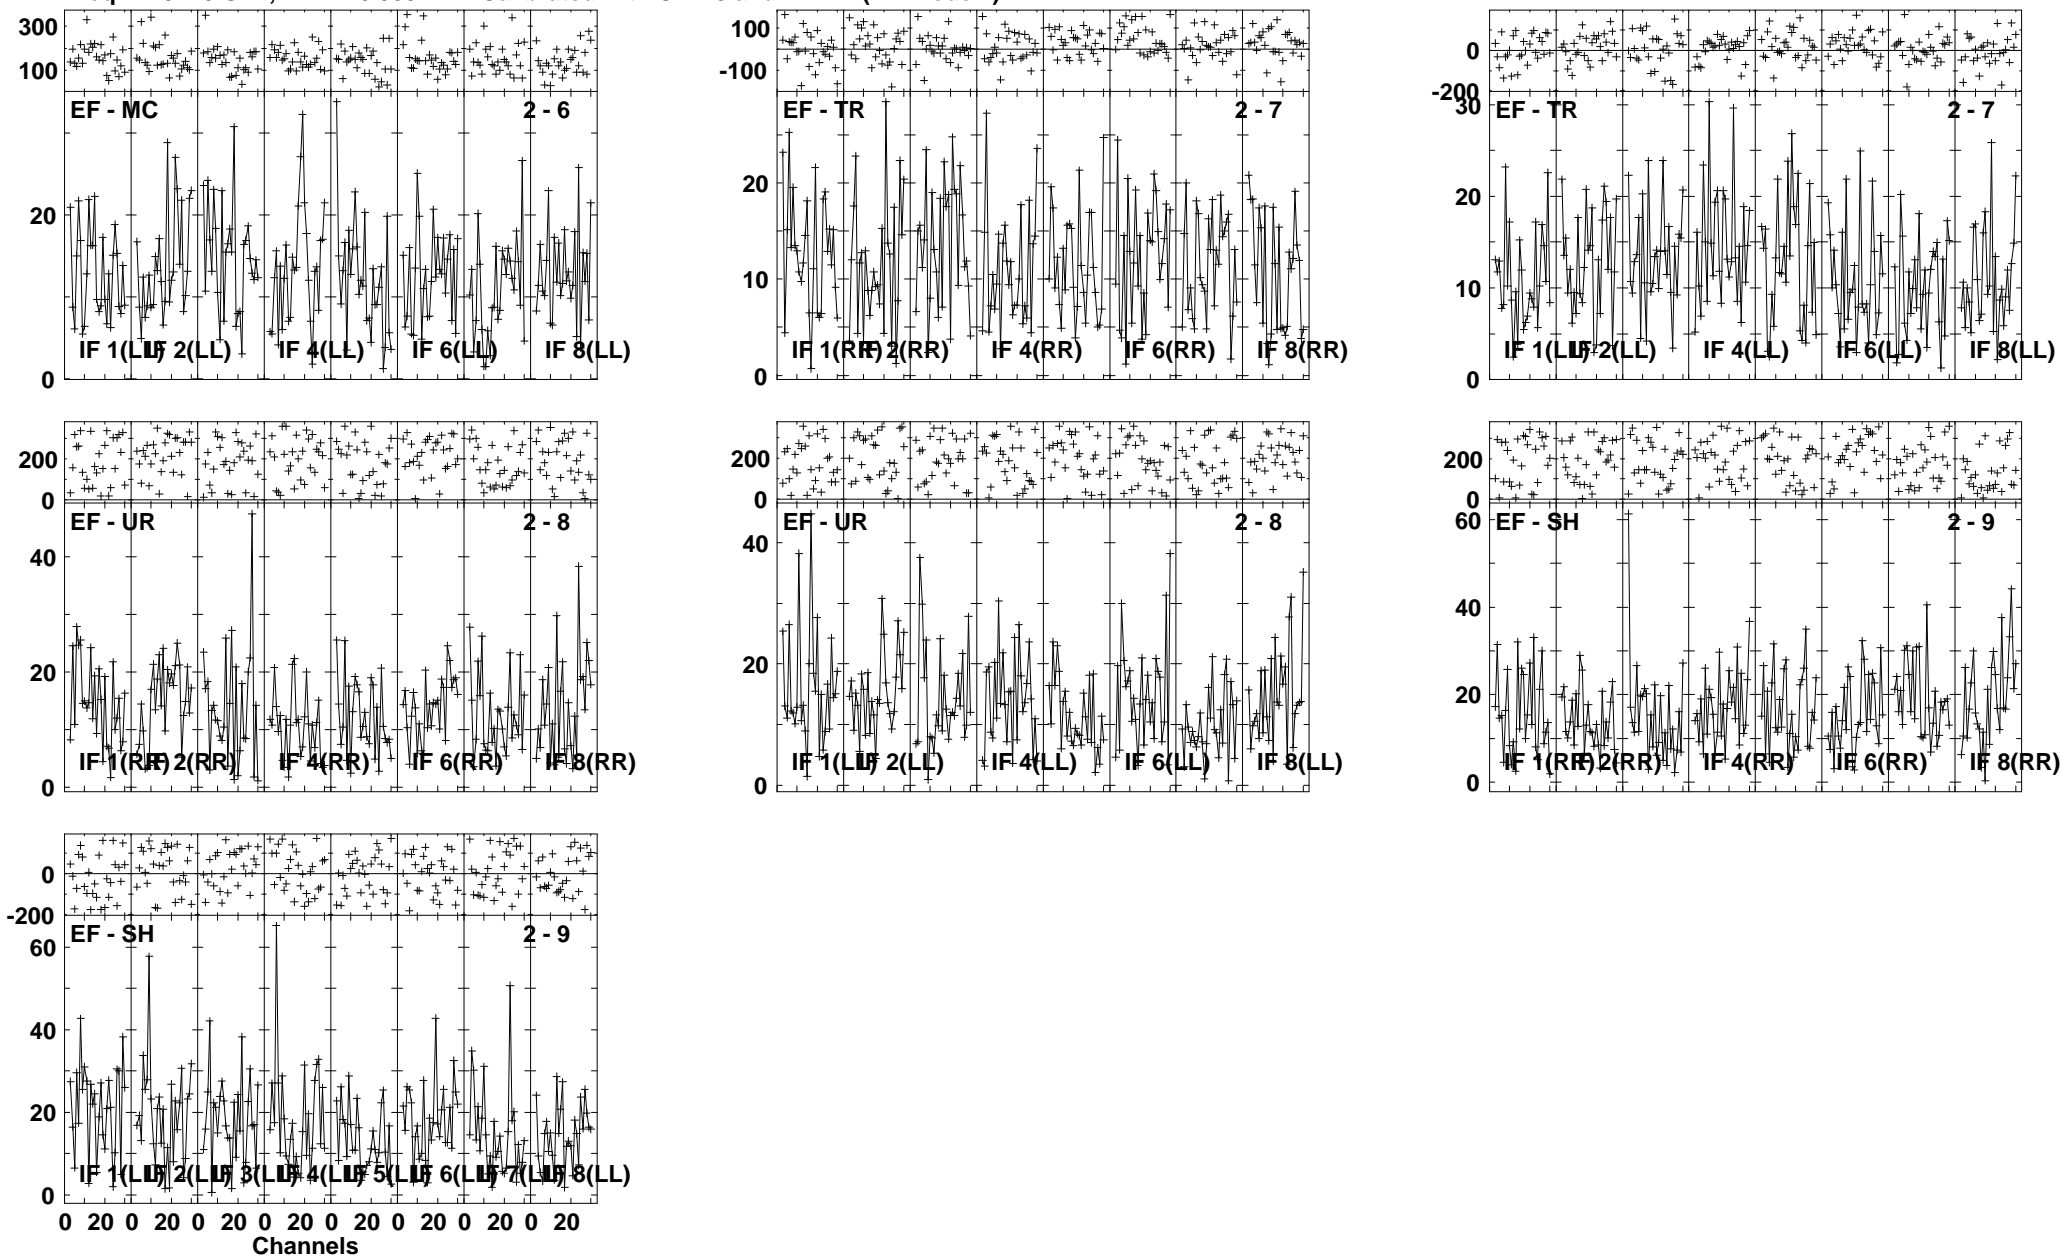 300
100
100
-100
0
-200
EF - MC 2 - 6
20
0
IF 1(LL) IF 2(LL) IF 4(LL) IF 6(LL) IF 8(LL)
EF - TR 2 - 7
20
10
0
IF 1(RR) IF 2(RR) IF 4(RR) IF 6(RR) IF 8(RR)
EF - TR 2 - 7
30
20
10
0
IF 1(LL) IF 2(LL) IF 4(LL) IF 6(LL) IF 8(LL)
200
0
EF - UR 2 - 8
40
20
0
IF 1(RR) IF 2(RR) IF 4(RR) IF 6(RR) IF 8(RR)
200
0
EF - UR 2 - 8
40
20
0
IF 1(LL) IF 2(LL) IF 4(LL) IF 6(LL) IF 8(LL)
200
0
EF - SH 2 - 9
60
40
20
0
IF 1(RR) IF 2(RR) IF 4(RR) IF 6(RR) IF 8(RR)
0
-200
EF - SH 2 - 9
60
40
20
0
IF 1(LL) IF 2(LL) IF 3(LL) IF 4(LL) IF 5(LL) IF 6(LL) IF 7(LL) IF 8(LL)
0 20 0 20 0 20 0 20 0 20 0 20 0 20 0 20
Channels